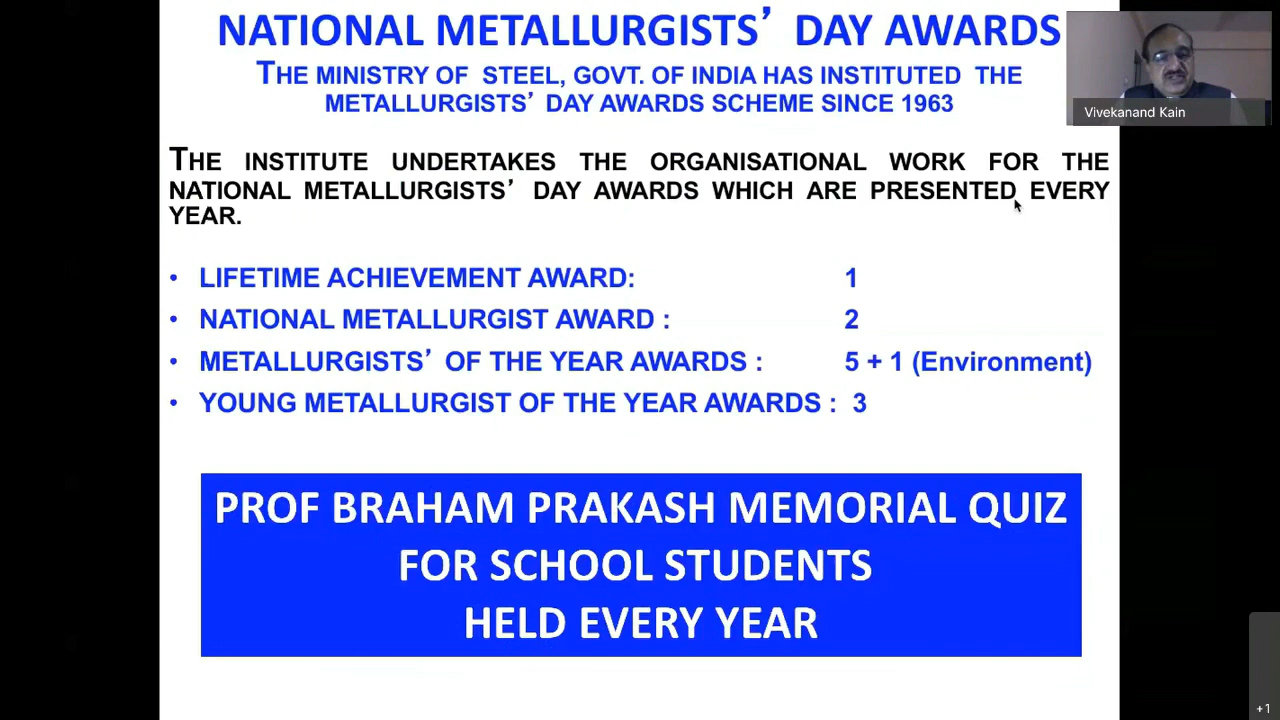 NATIONAL METALLURGISTS’ DAY AWARDS
THE MINISTRY OF STEEL, GOVT. OF INDIA HAS INSTITUTED THE
METALLURGISTS’ DAY AWARDS SCHEME SINCE 1963
Vivekanand Kain
THE INSTITUTE UNDERTAKES THE ORGANISATIONAL WORK FOR THE
NATIONAL METALLURGISTS’ DAY AWARDS WHICH ARE PRESENTED EVERY
YEAR.
• LIFETIME ACHIEVEMENT AWARD: 1
• NATIONAL METALLURGIST AWARD : 2
• METALLURGISTS’ OF THE YEAR AWARDS : 5 + 1 (Environment)
• YOUNG METALLURGIST OF THE YEAR AWARDS : 3
PROF BRAHAM PRAKASH MEMORIAL QUIZ
FOR SCHOOL STUDENTS
HELD EVERY YEAR
+1